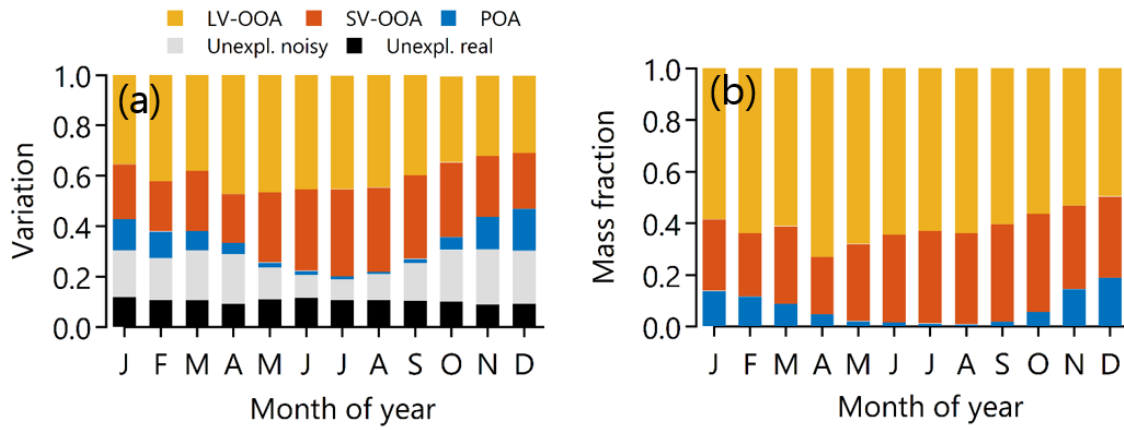 LV-OOA SV-OOA POA
Unexpl. noisy Unexpl. real
(a)
Variation
1.0
0.8
0.6
0.4
0.2
0.0
J F M A M J J A S O N D
Month of year
(b)
Mass fraction
1.0
0.8
0.6
0.4
0.2
0.0
J F M A M J J A S O N D
Month of year